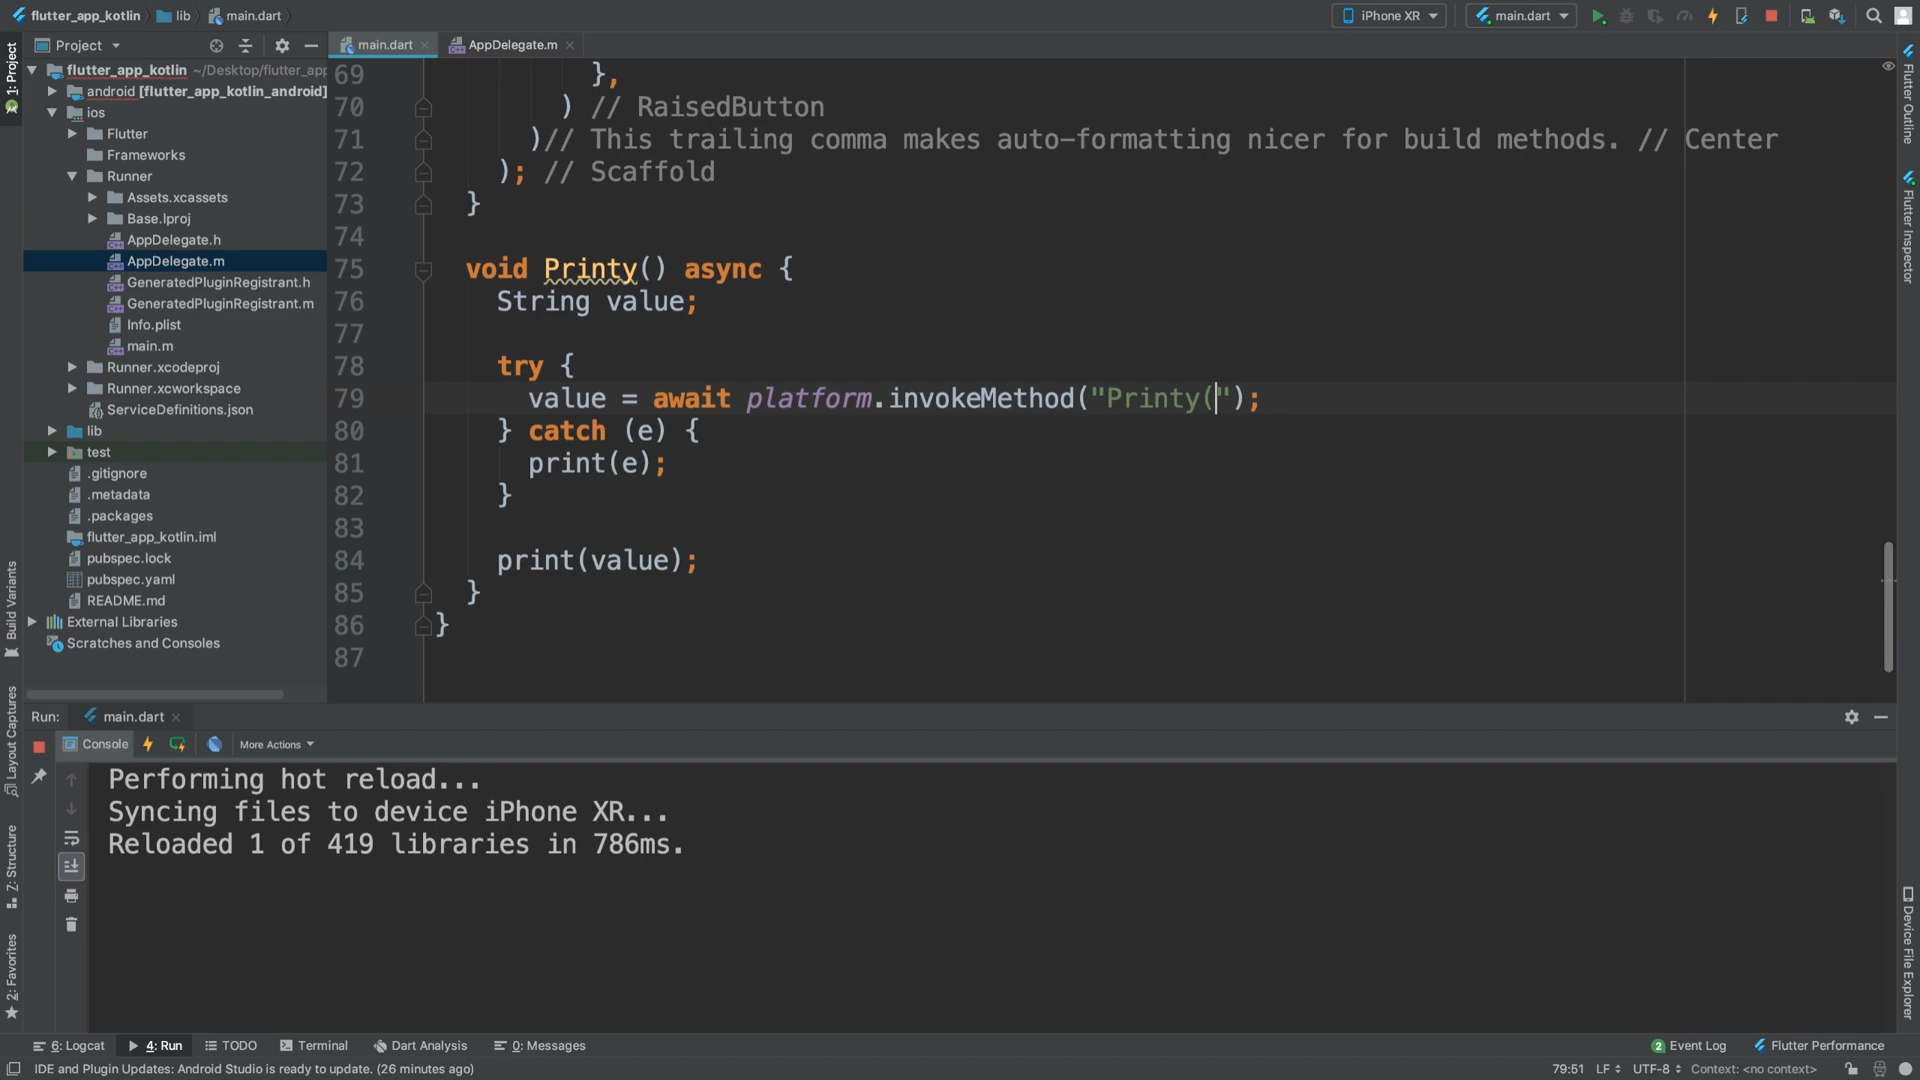 flutter_app_kotlin
lib
main.dart
iPhone XR
main.dart
Project
main.dart
AppDelegate.m
1: Project
flutter_app_kotlin ~/Desktop/flutter_app
android [flutter_app_kotlin_android]
ios
Flutter
Frameworks
Runner
Assets.xcassets
Base.lproj
AppDelegate.h
AppDelegate.m
GeneratedPluginRegistrant.h
GeneratedPluginRegistrant.m
Info.plist
main.m
Runner.xcodeproj
Runner.xcworkspace
ServiceDefinitions.json
lib
test
.gitignore
.metadata
.packages
flutter_app_kotlin.iml
pubspec.lock
pubspec.yaml
README.md
External Libraries
Scratches and Consoles
69 },
70 ) // RaisedButton
71 )// This trailing comma makes auto-formatting nicer for build methods. // Center
72 ); // Scaffold
73 }
74
75 void Printy() async {
76 String value;
77
78 try {
79 value = await platform.invokeMethod("Printy(");
80 } catch (e) {
81 print(e);
82 }
83
84 print(value);
85 }
86 }
87
Flutter Outline
Flutter Inspector
Device File Explorer
Build Variants
Layout Captures
Z: Structure
2: Favorites
Run: main.dart
Console
More Actions
Performing hot reload...
Syncing files to device iPhone XR...
Reloaded 1 of 419 libraries in 786ms.
6: Logcat
4: Run
TODO
Terminal
Dart Analysis
0: Messages
2 Event Log
Flutter Performance
IDE and Plugin Updates: Android Studio is ready to update. (26 minutes ago)
79:51
LF
UTF-8
Context: <no context>